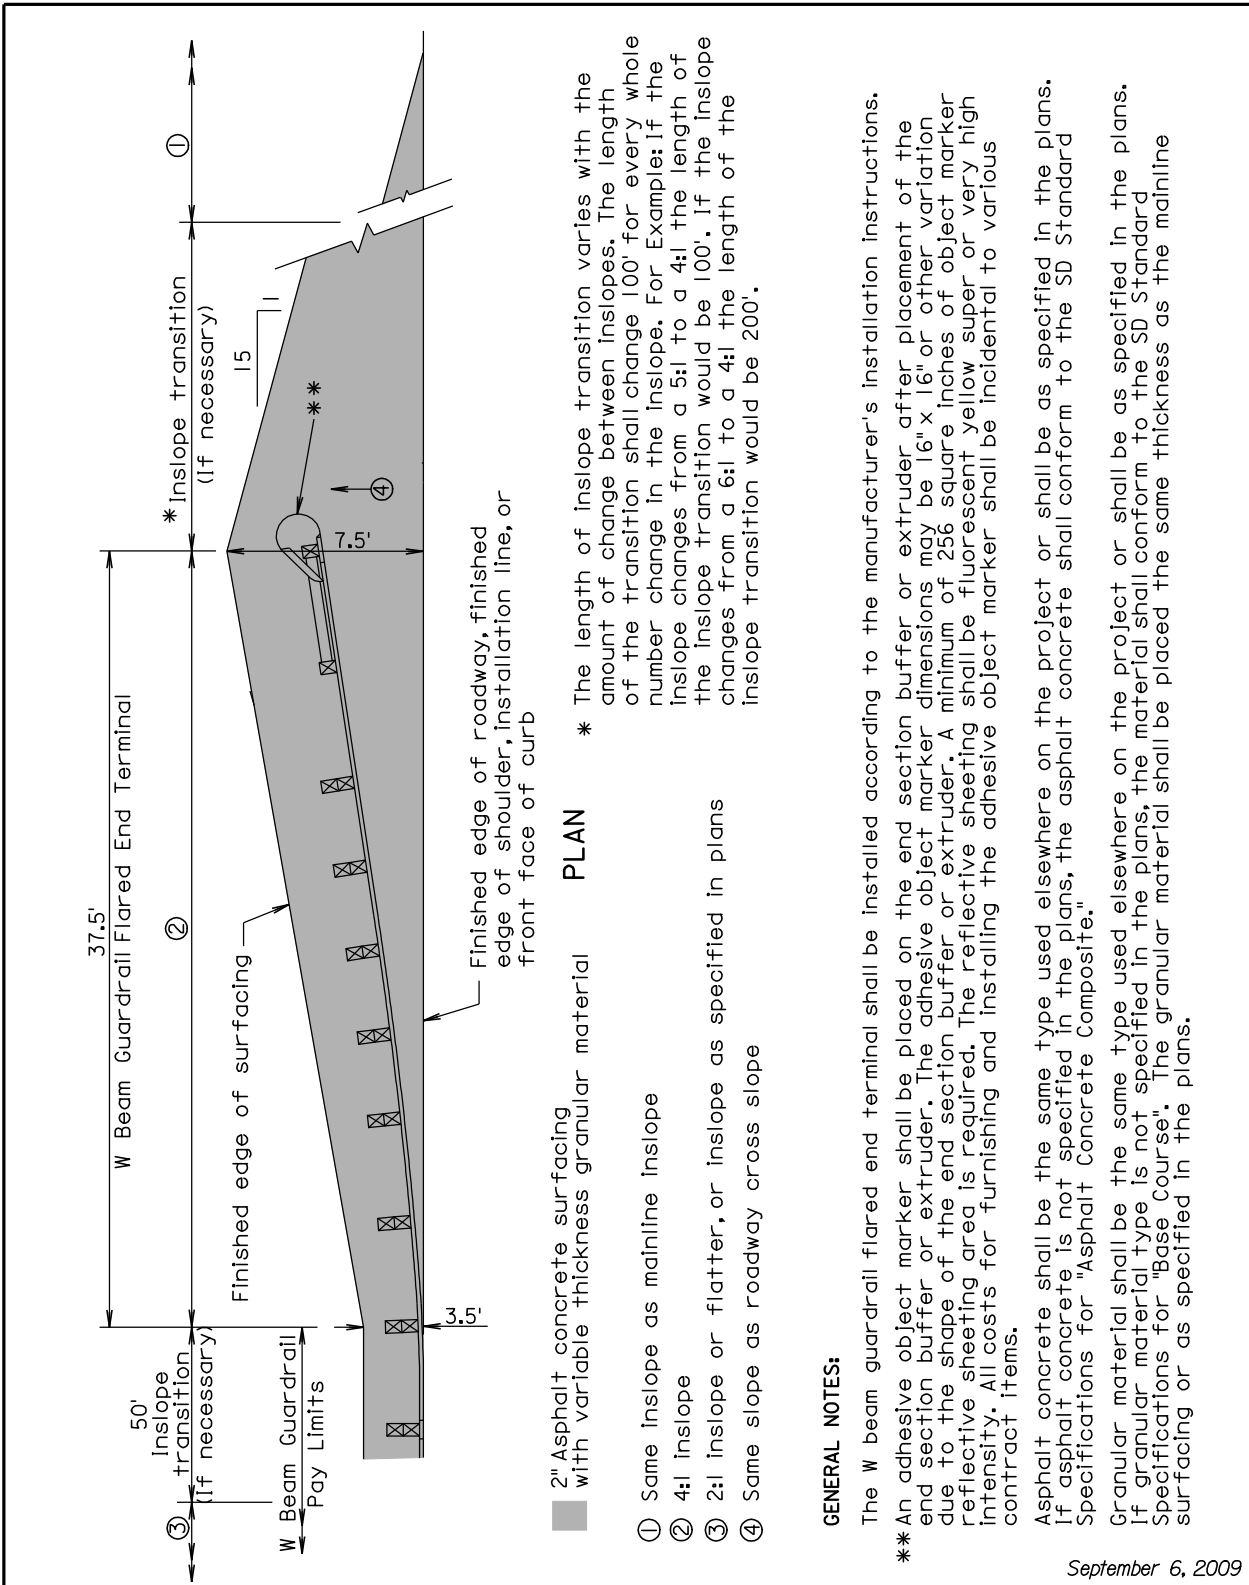 50'
Inslope
transition
(If necessary)
37.5'
W Beam Guardrail Flared End Terminal
* Inslope transition
(If necessary)
③
②
①
W Beam Guardrail
Pay Limits
Finished edge of surfacing
15
1
**
④
7.5'
3.5'
Finished edge of roadway, finished
edge of shoulder, installation line, or
front face of curb
PLAN
2" Asphalt concrete surfacing
with variable thickness granular material
① Same inslope as mainline inslope
② 4:1 inslope
③ 2:1 inslope or flatter, or inslope as specified in plans
④ Same slope as roadway cross slope
* The length of inslope transition varies with the
amount of change between inslopes. The length
of the transition shall change 100' for every whole
number change in the inslope. For Example: If the
inslope changes from a 5:1 to a 4:1 the length of
the inslope transition would be 100'. If the inslope
changes from a 6:1 to a 4:1 the length of the
inslope transition would be 200'.
GENERAL NOTES:
The W beam guardrail flared end terminal shall be installed according to the manufacturer's installation instructions.
** An adhesive object marker shall be placed on the end section buffer or extruder after placement of the
end section buffer or extruder. The adhesive object marker dimensions may be 16" x 16" or other variation
due to the shape of the end section buffer or extruder. A minimum of 256 square inches of object marker
reflective sheeting area is required. The reflective sheeting shall be fluorescent yellow super or very high
intensity. All costs for furnishing and installing the adhesive object marker shall be incidental to various
contract items.
Asphalt concrete shall be the same type used elsewhere on the project or shall be as specified in the plans.
If asphalt concrete is not specified in the plans, the asphalt concrete shall conform to the SD Standard
Specifications for "Asphalt Concrete Composite."
Granular material shall be the same type used elsewhere on the project or shall be as specified in the plans.
If granular material type is not specified in the plans, the material shall conform to the SD Standard
Specifications for "Base Course". The granular material shall be placed the same thickness as the mainline
surfacing or as specified in the plans.
September 6, 2009